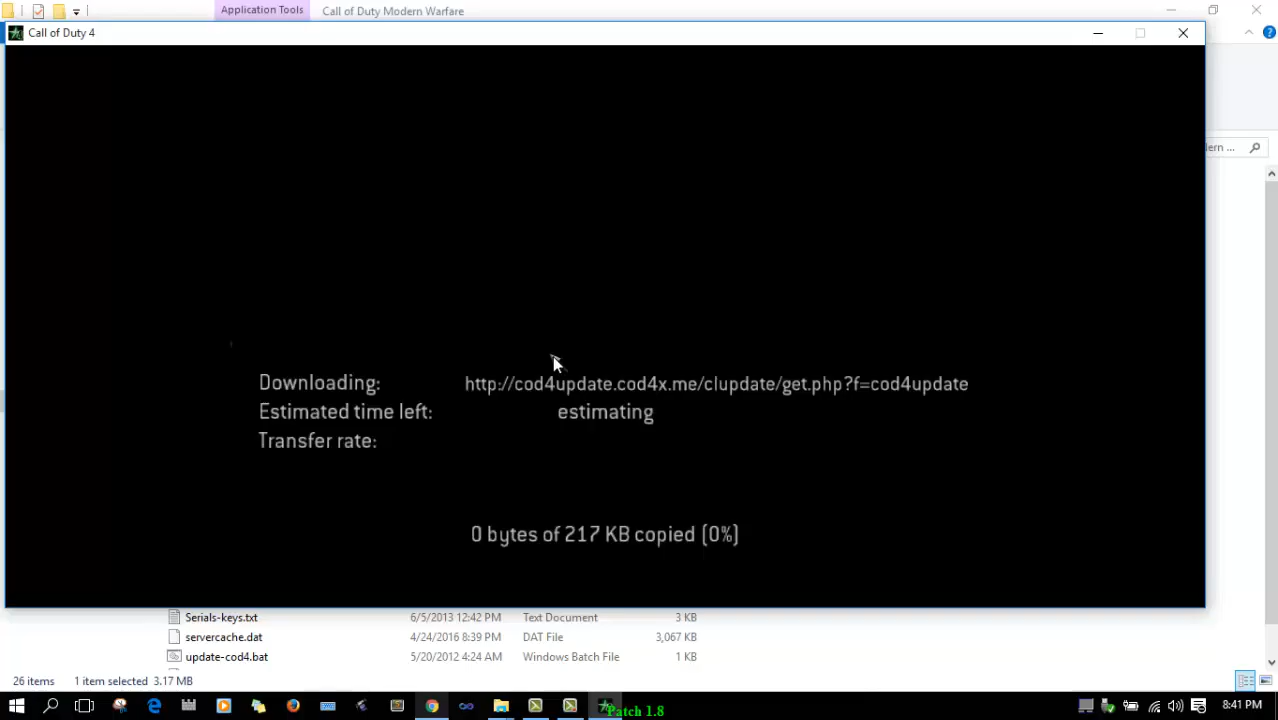 Application Tools
Call of Duty Modern Warfare
Call of Duty 4
dern ...
Downloading: http://cod4update.cod4x.me/clupdate/get.php?f=cod4update
Estimated time left: estimating
Transfer rate:
0 bytes of 217 KB copied (0%)
Serials-keys.txt 6/5/2013 12:42 PM Text Document 3 KB
servercache.dat 4/24/2016 8:39 PM DAT File 3,067 KB
update-cod4.bat 5/20/2012 4:24 AM Windows Batch File 1 KB
26 items 1 item selected 3.17 MB
8:41 PM
Patch 1.8